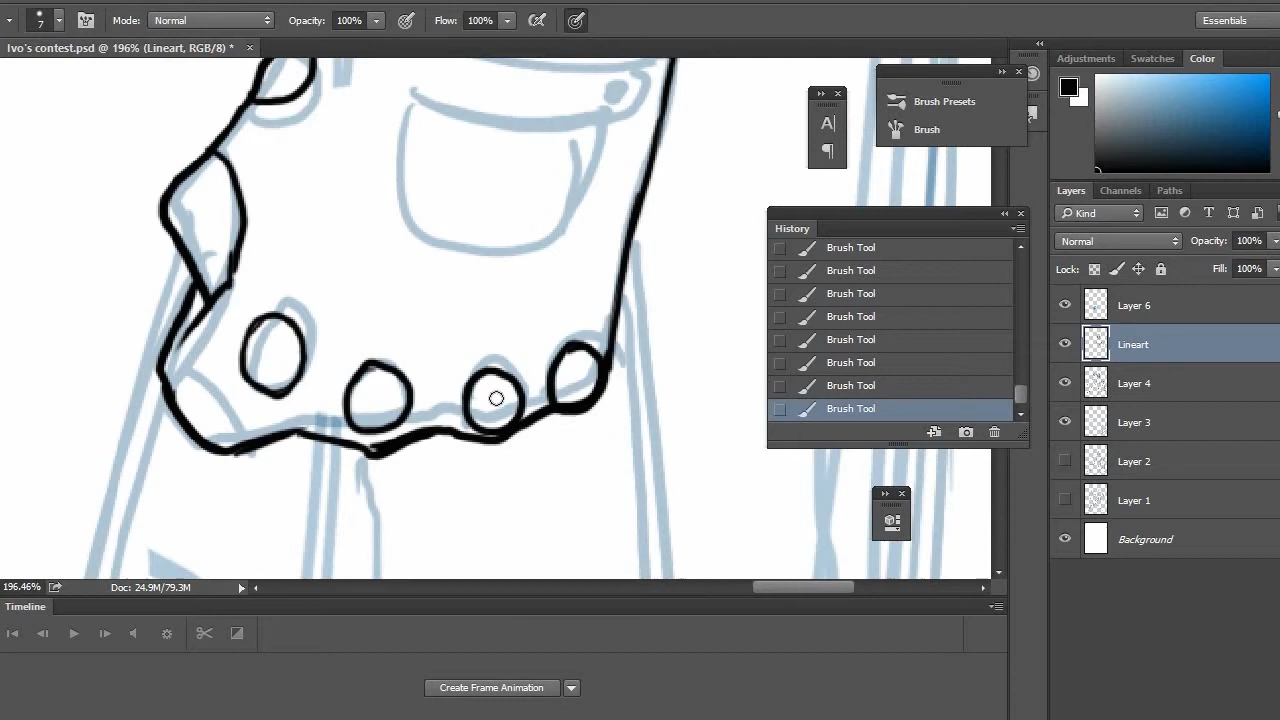 7 Mode: Normal Opacity: 100% Flow: 100% Essentials
Ivo's contest.psd @ 196% (Lineart, RGB/8) *
Adjustments Swatches Color
Brush Presets
Brush
Layers Channels Paths
Kind
Normal Opacity: 100%
Lock: Fill: 100%
History
Brush Tool
Brush Tool
Brush Tool
Brush Tool
Brush Tool
Brush Tool
Brush Tool
Brush Tool
Layer 6
Lineart
Layer 4
Layer 3
Layer 2
Layer 1
Background
196.46% Doc: 24.9M/79.3M
Timeline
Create Frame Animation